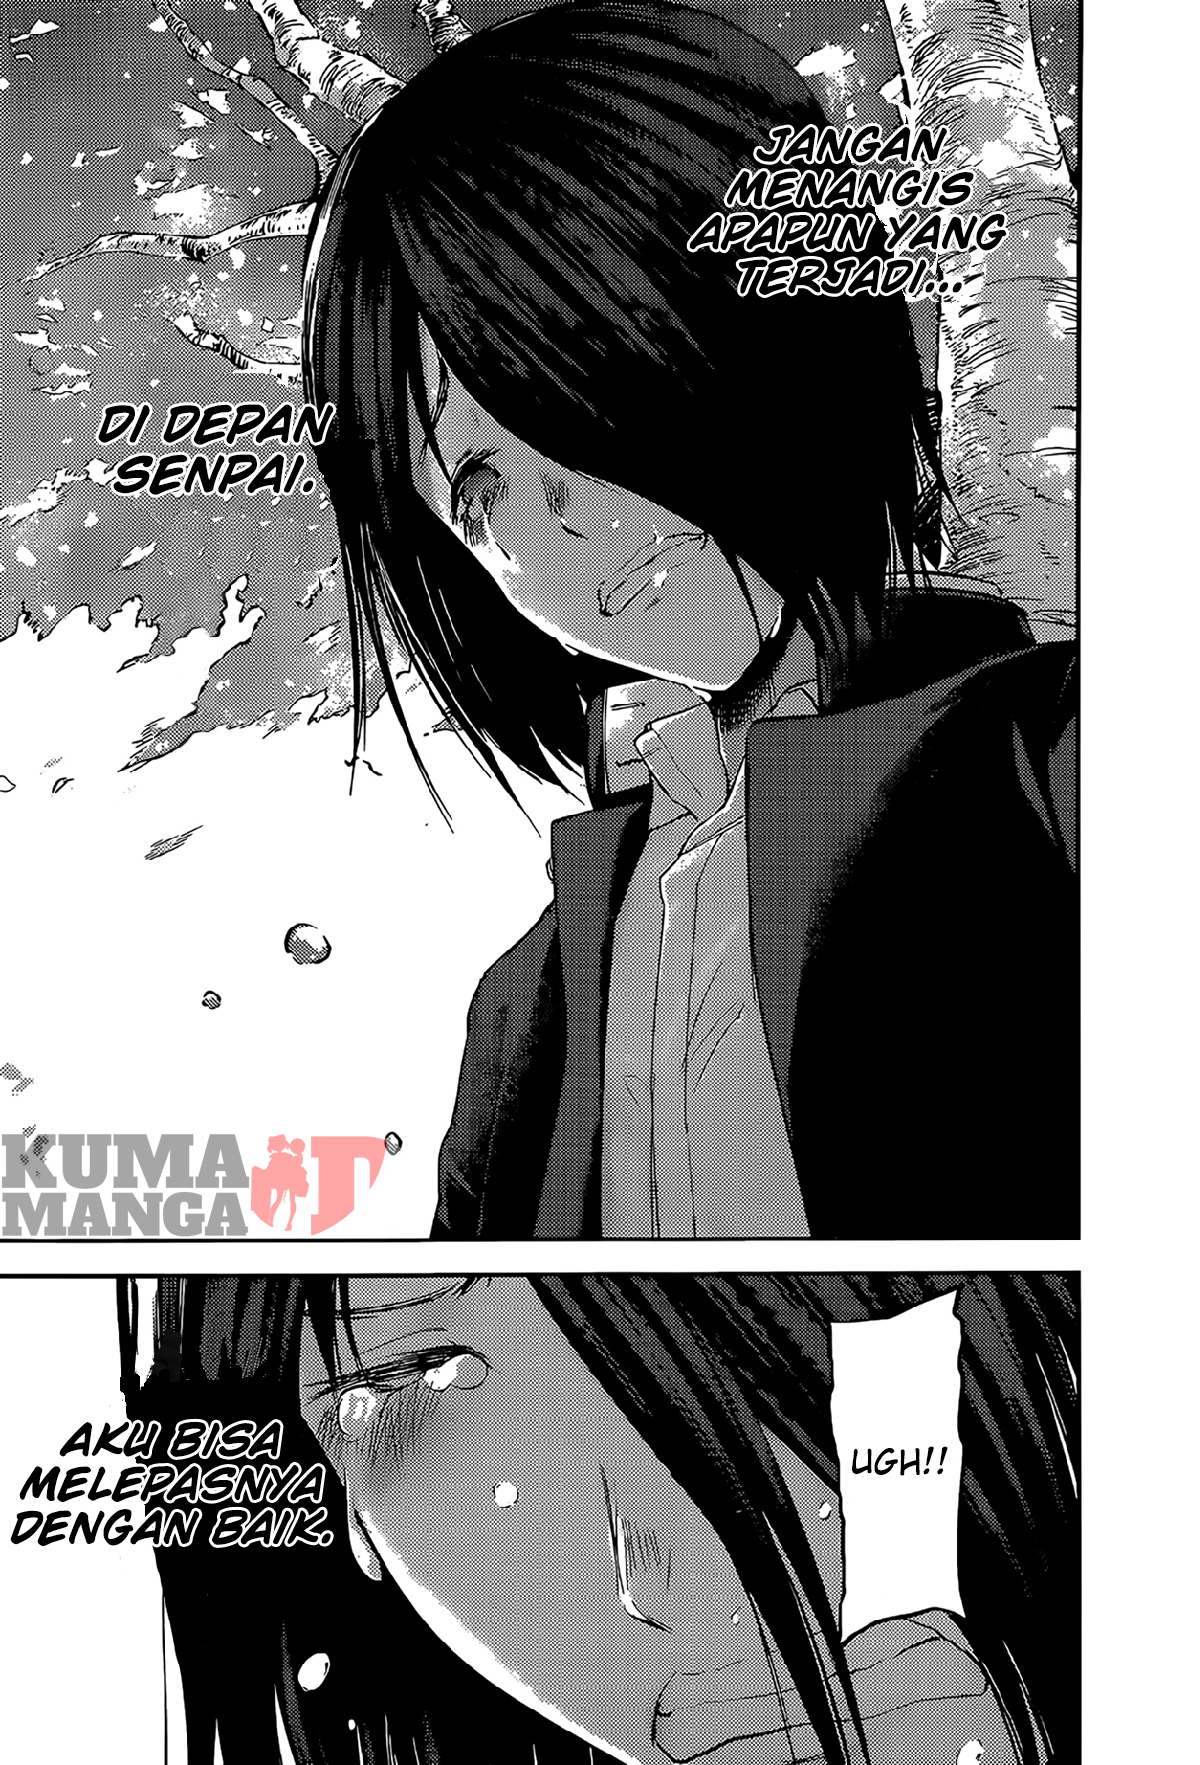 JANGAN
MENANGIS
APAPUN YANG
TERJADI...
DI DEPAN
SENPAI.
KUMA
MANGA
UGH!!
AKU BISA
MELEPASNYA
DENGAN BAIK.